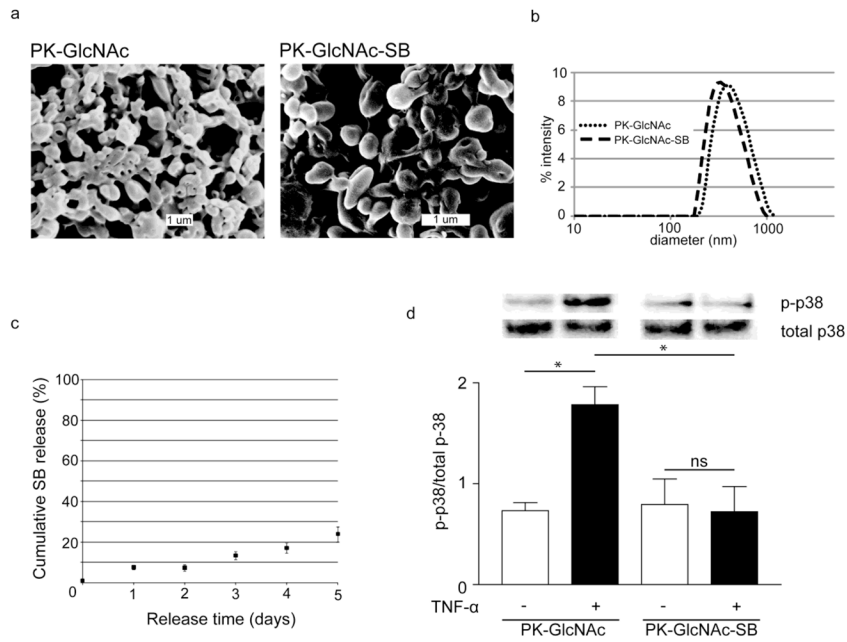 a
PK-GlcNAc
PK-GlcNAc-SB
1 um
1 um
b
10
8
6
4
2
0
% intensity
PK-GlcNAc
PK-GlcNAc-SB
10
100
1000
diameter (nm)
c
100
80
60
40
20
0
Cumulative SB release (%)
1
2
3
4
5
Release time (days)
d
p-p38
total p38
*
*
ns
2
1
0
p-p38/total p-38
TNF-α - + - +
PK-GlcNAc PK-GlcNAc-SB